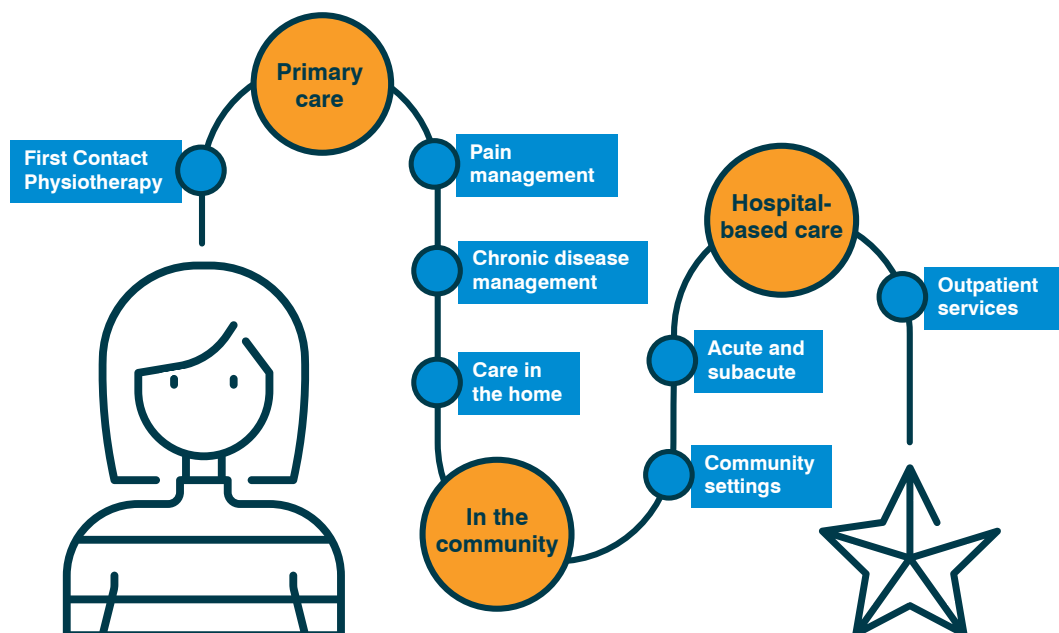 First Contact
Physiotherapy
Primary
care
Pain
management
Chronic disease
management
Care in
the home
In the
community
Community
settings
Acute and
subacute
Hospital-
based care
Outpatient
services